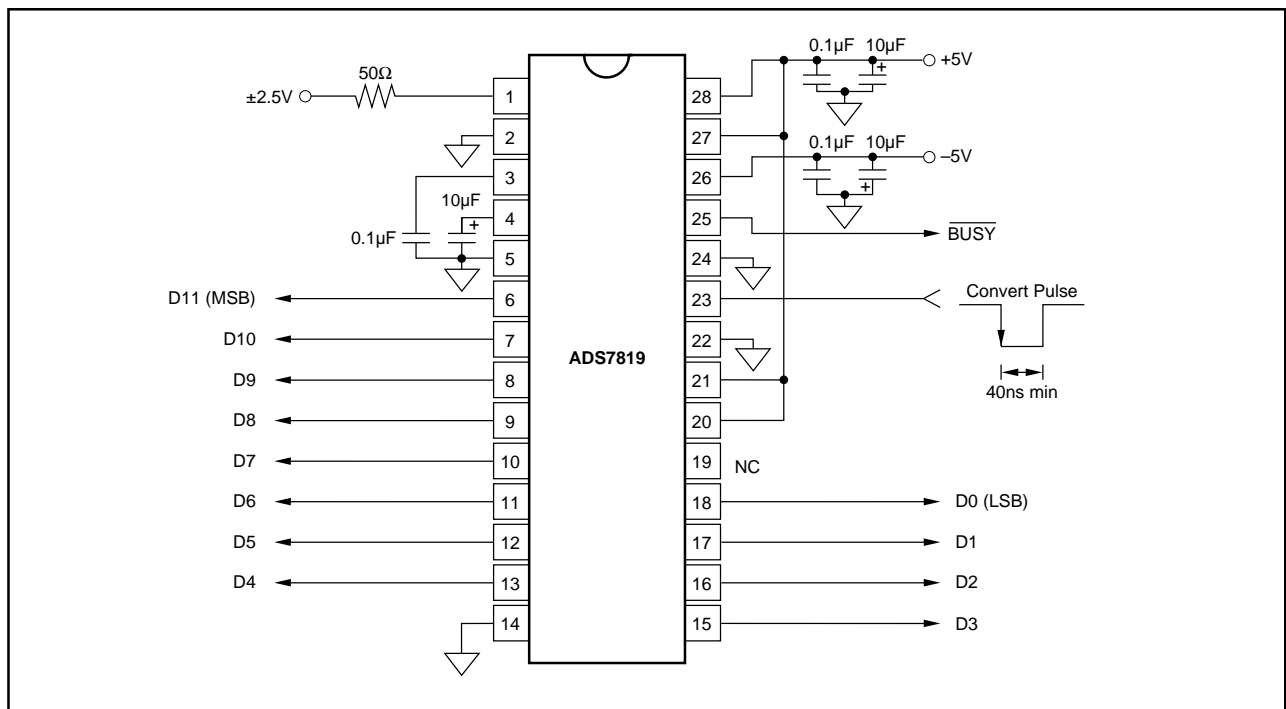 0.1µF 10µF
50Ω
+5V
±2.5V
1
28
2
27
0.1µF 10µF
–5V
3
26
10µF
4
25
BUSY
0.1µF
5
24
D11 (MSB)
6
23
Convert Pulse
D10
7
22
ADS7819
D9
8
21
40ns min
D8
9
20
D7
10
19
NC
D6
11
18
D0 (LSB)
D5
12
17
D1
D4
13
16
D2
14
15
D3